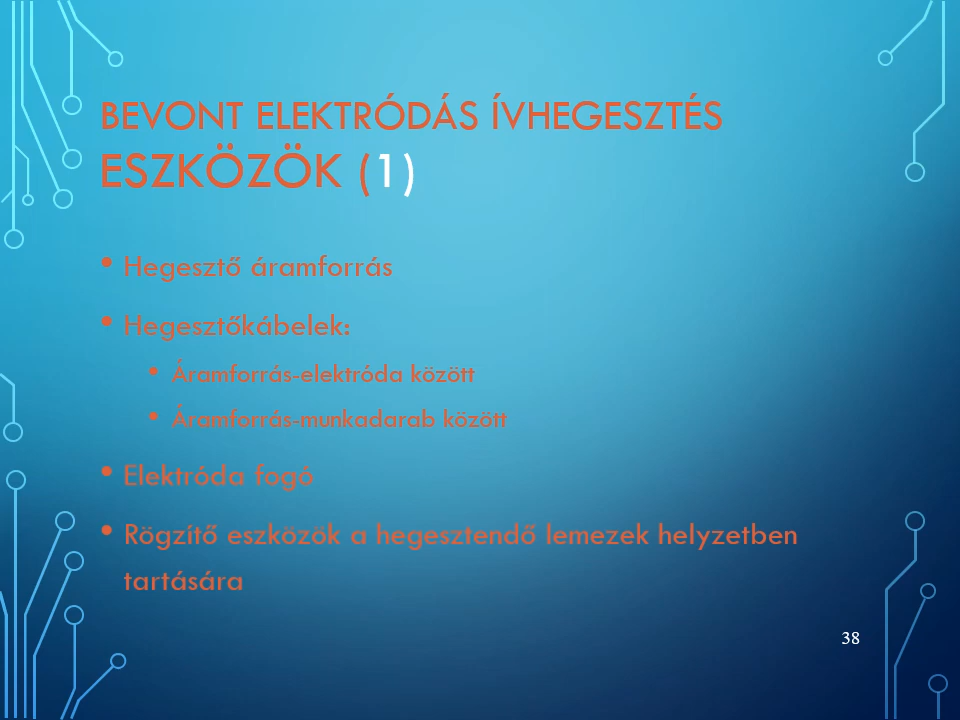 BEVONT ELEKTRÓDÁS ÍVHEGESZTÉS
ESZKÖZÖK (1)
• Hegesztő áramforrás
• Hegesztőkábelek:
• Áramforrás-elektróda között
• Áramforrás-munkadarab között
• Elektróda fogó
• Rögzítő eszközök a hegesztendő lemezek helyzetben
tartására
38